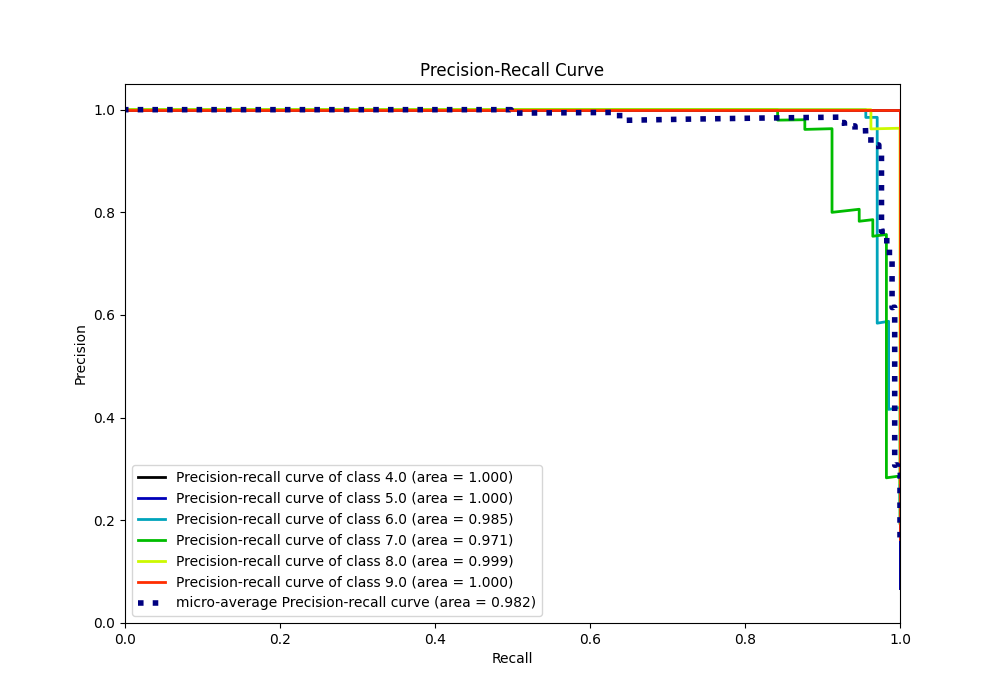 Precision-Recall Curve
1.0
0.8
0.6
0.4
0.2
0.0
Precision
Precision-recall curve of class 4.0 (area = 1.000)
Precision-recall curve of class 5.0 (area = 1.000)
Precision-recall curve of class 6.0 (area = 0.985)
Precision-recall curve of class 7.0 (area = 0.971)
Precision-recall curve of class 8.0 (area = 0.999)
Precision-recall curve of class 9.0 (area = 1.000)
micro-average Precision-recall curve (area = 0.982)
0.0 0.2 0.4 0.6 0.8 1.0
Recall